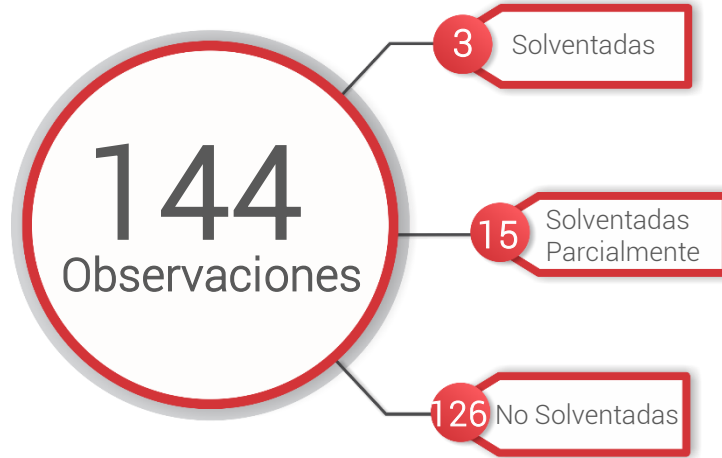 144
Observaciones
3
Solventadas
15
Solventadas
Parcialmente
126
No Solventadas